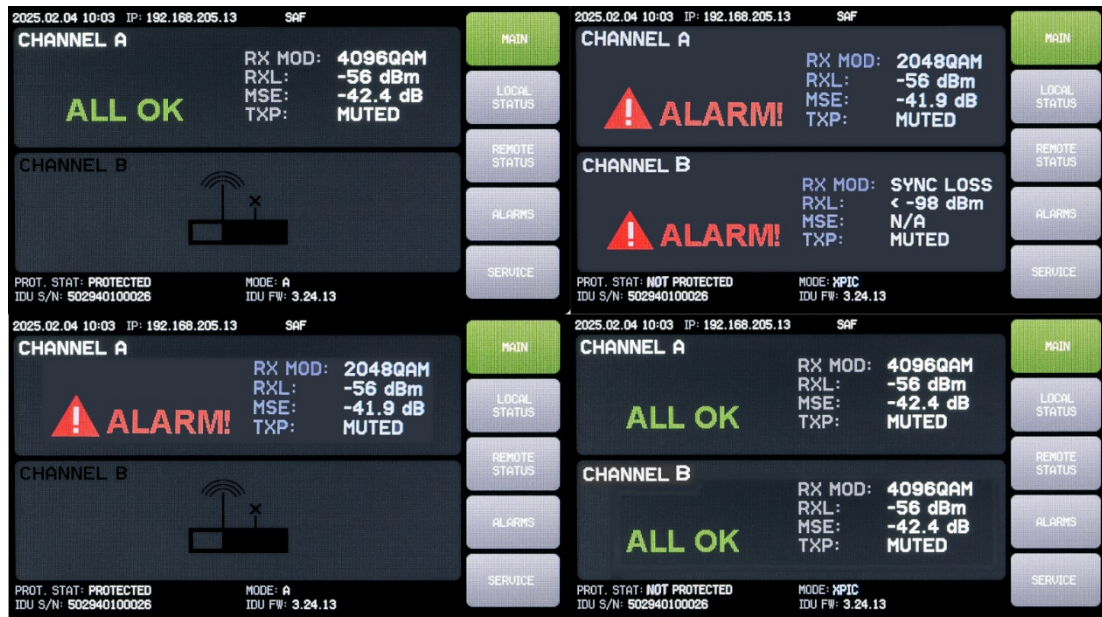 2025.02.04 10:03 IP: 192.168.205.13 SAF
CHANNEL A
ALL OK
RX MOD: 4096QAM
RXL: -56 dBm
MSE: -42.4 dB
TXP: MUTED
CHANNEL B
PROT. STAT: PROTECTED MODE: A
IDU S/N: 502940100026 IDU FW: 3.24.13
MAIN
LOCAL
STATUS
REMOTE
STATUS
ALARMS
SERVICE
2025.02.04 10:03 IP: 192.168.205.13 SAF
CHANNEL A
ALARM!
RX MOD: 2048QAM
RXL: -56 dBm
MSE: -41.9 dB
TXP: MUTED
CHANNEL B
ALARM!
RX MOD: SYNC LOSS
RXL: < -98 dBm
MSE: N/A
TXP: MUTED
PROT. STAT: NOT PROTECTED MODE: XPIC
IDU S/N: 502940100026 IDU FW: 3.24.13
MAIN
LOCAL
STATUS
REMOTE
STATUS
ALARMS
SERVICE
2025.02.04 10:03 IP: 192.168.205.13 SAF
CHANNEL A
ALARM!
RX MOD: 2048QAM
RXL: -56 dBm
MSE: -41.9 dB
TXP: MUTED
CHANNEL B
PROT. STAT: PROTECTED MODE: A
IDU S/N: 502940100026 IDU FW: 3.24.13
MAIN
LOCAL
STATUS
REMOTE
STATUS
ALARMS
SERVICE
2025.02.04 10:03 IP: 192.168.205.13 SAF
CHANNEL A
ALL OK
RX MOD: 4096QAM
RXL: -56 dBm
MSE: -42.4 dB
TXP: MUTED
CHANNEL B
ALL OK
RX MOD: 4096QAM
RXL: -56 dBm
MSE: -42.4 dB
TXP: MUTED
PROT. STAT: NOT PROTECTED MODE: XPIC
IDU S/N: 502940100026 IDU FW: 3.24.13
MAIN
LOCAL
STATUS
REMOTE
STATUS
ALARMS
SERVICE